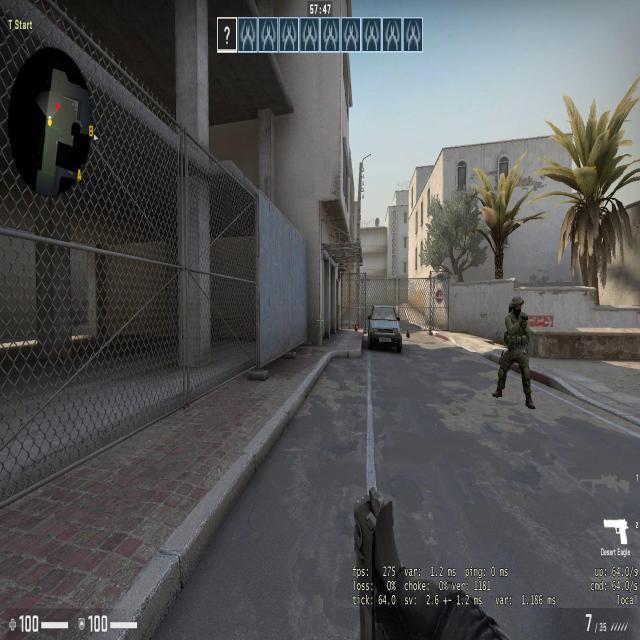 57:47
T Start
?
B
A
1
2
Desert Eagle
fps: 275 var: 1.2 ms ping: 0 ms
up: 64.0/s
loss: 0% choke: 0% ver: 1181
cmd: 64.0/s
tick: 64.0 sv: 2.6 +- 1.2 ms var: 1.186 ms
local
100
100
7 / 35